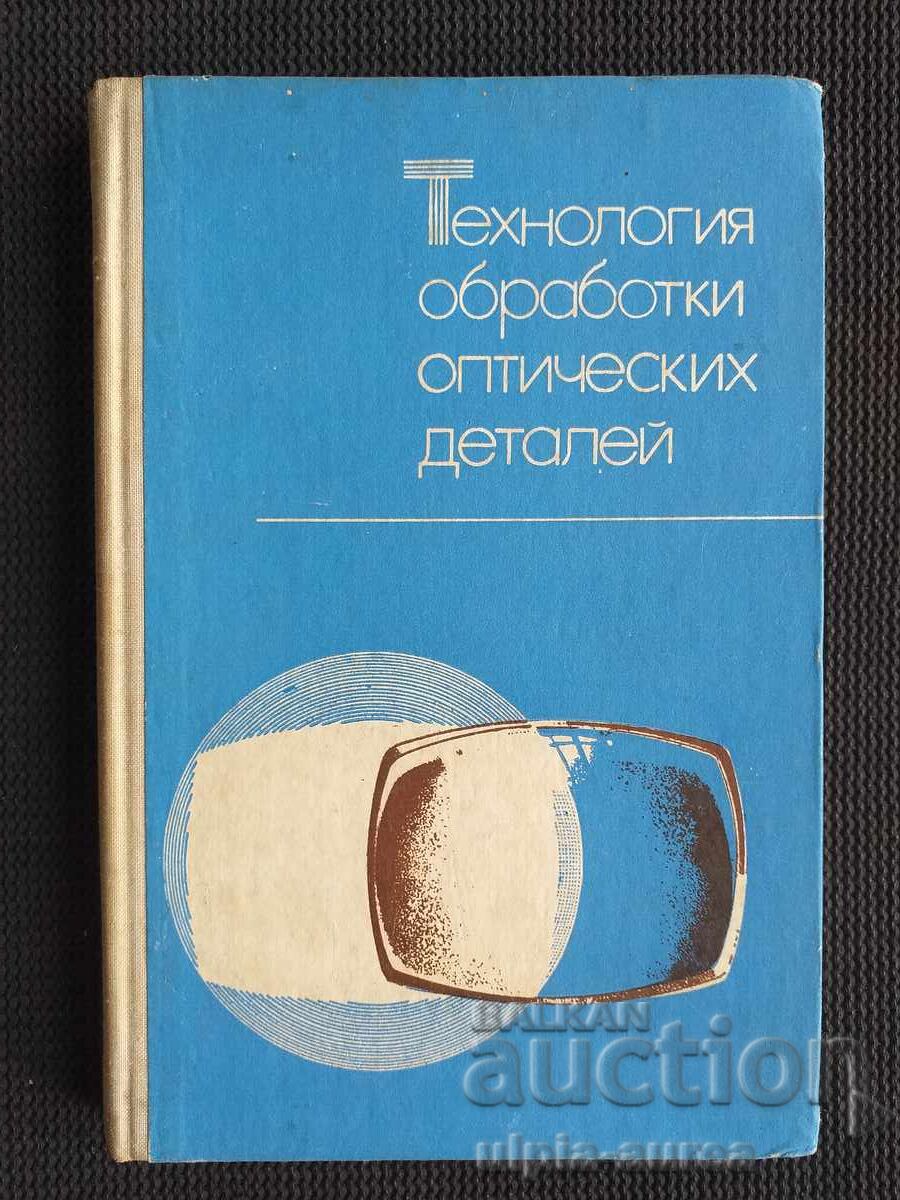 Технология
обработки
оптических
деталей
BALKAN
auction
ulpia-aurea